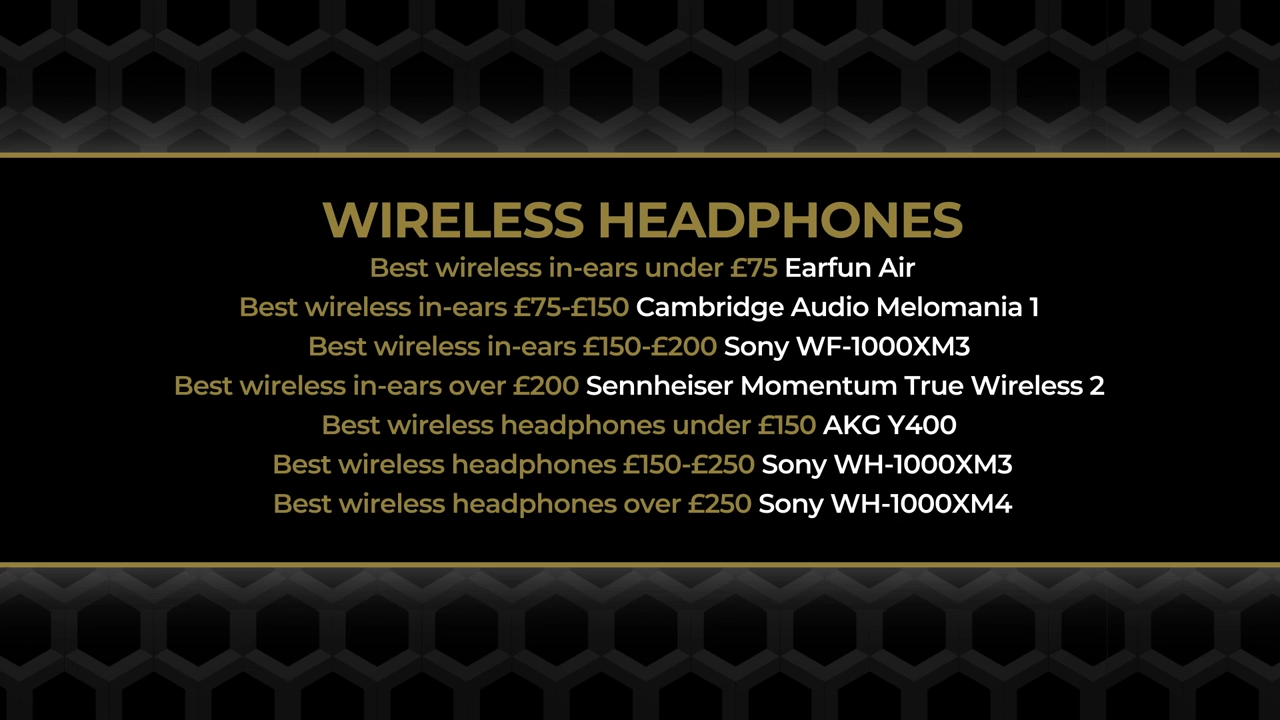 WIRELESS HEADPHONES
Best wireless in-ears under £75 Earfun Air
Best wireless in-ears £75-£150 Cambridge Audio Melomania 1
Best wireless in-ears £150-£200 Sony WF-1000XM3
Best wireless in-ears over £200 Sennheiser Momentum True Wireless 2
Best wireless headphones under £150 AKG Y400
Best wireless headphones £150-£250 Sony WH-1000XM3
Best wireless headphones over £250 Sony WH-1000XM4